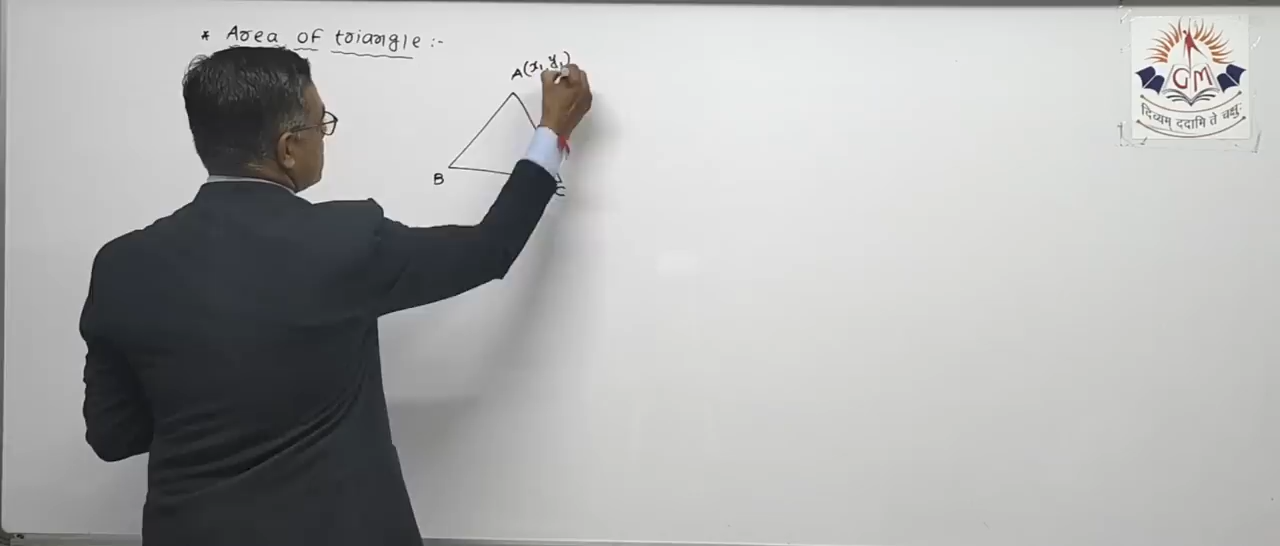 * Area of triangle :-
A(x₁, y₁)
B
C
GM
दिव्यम् ददामि ते चक्षुः